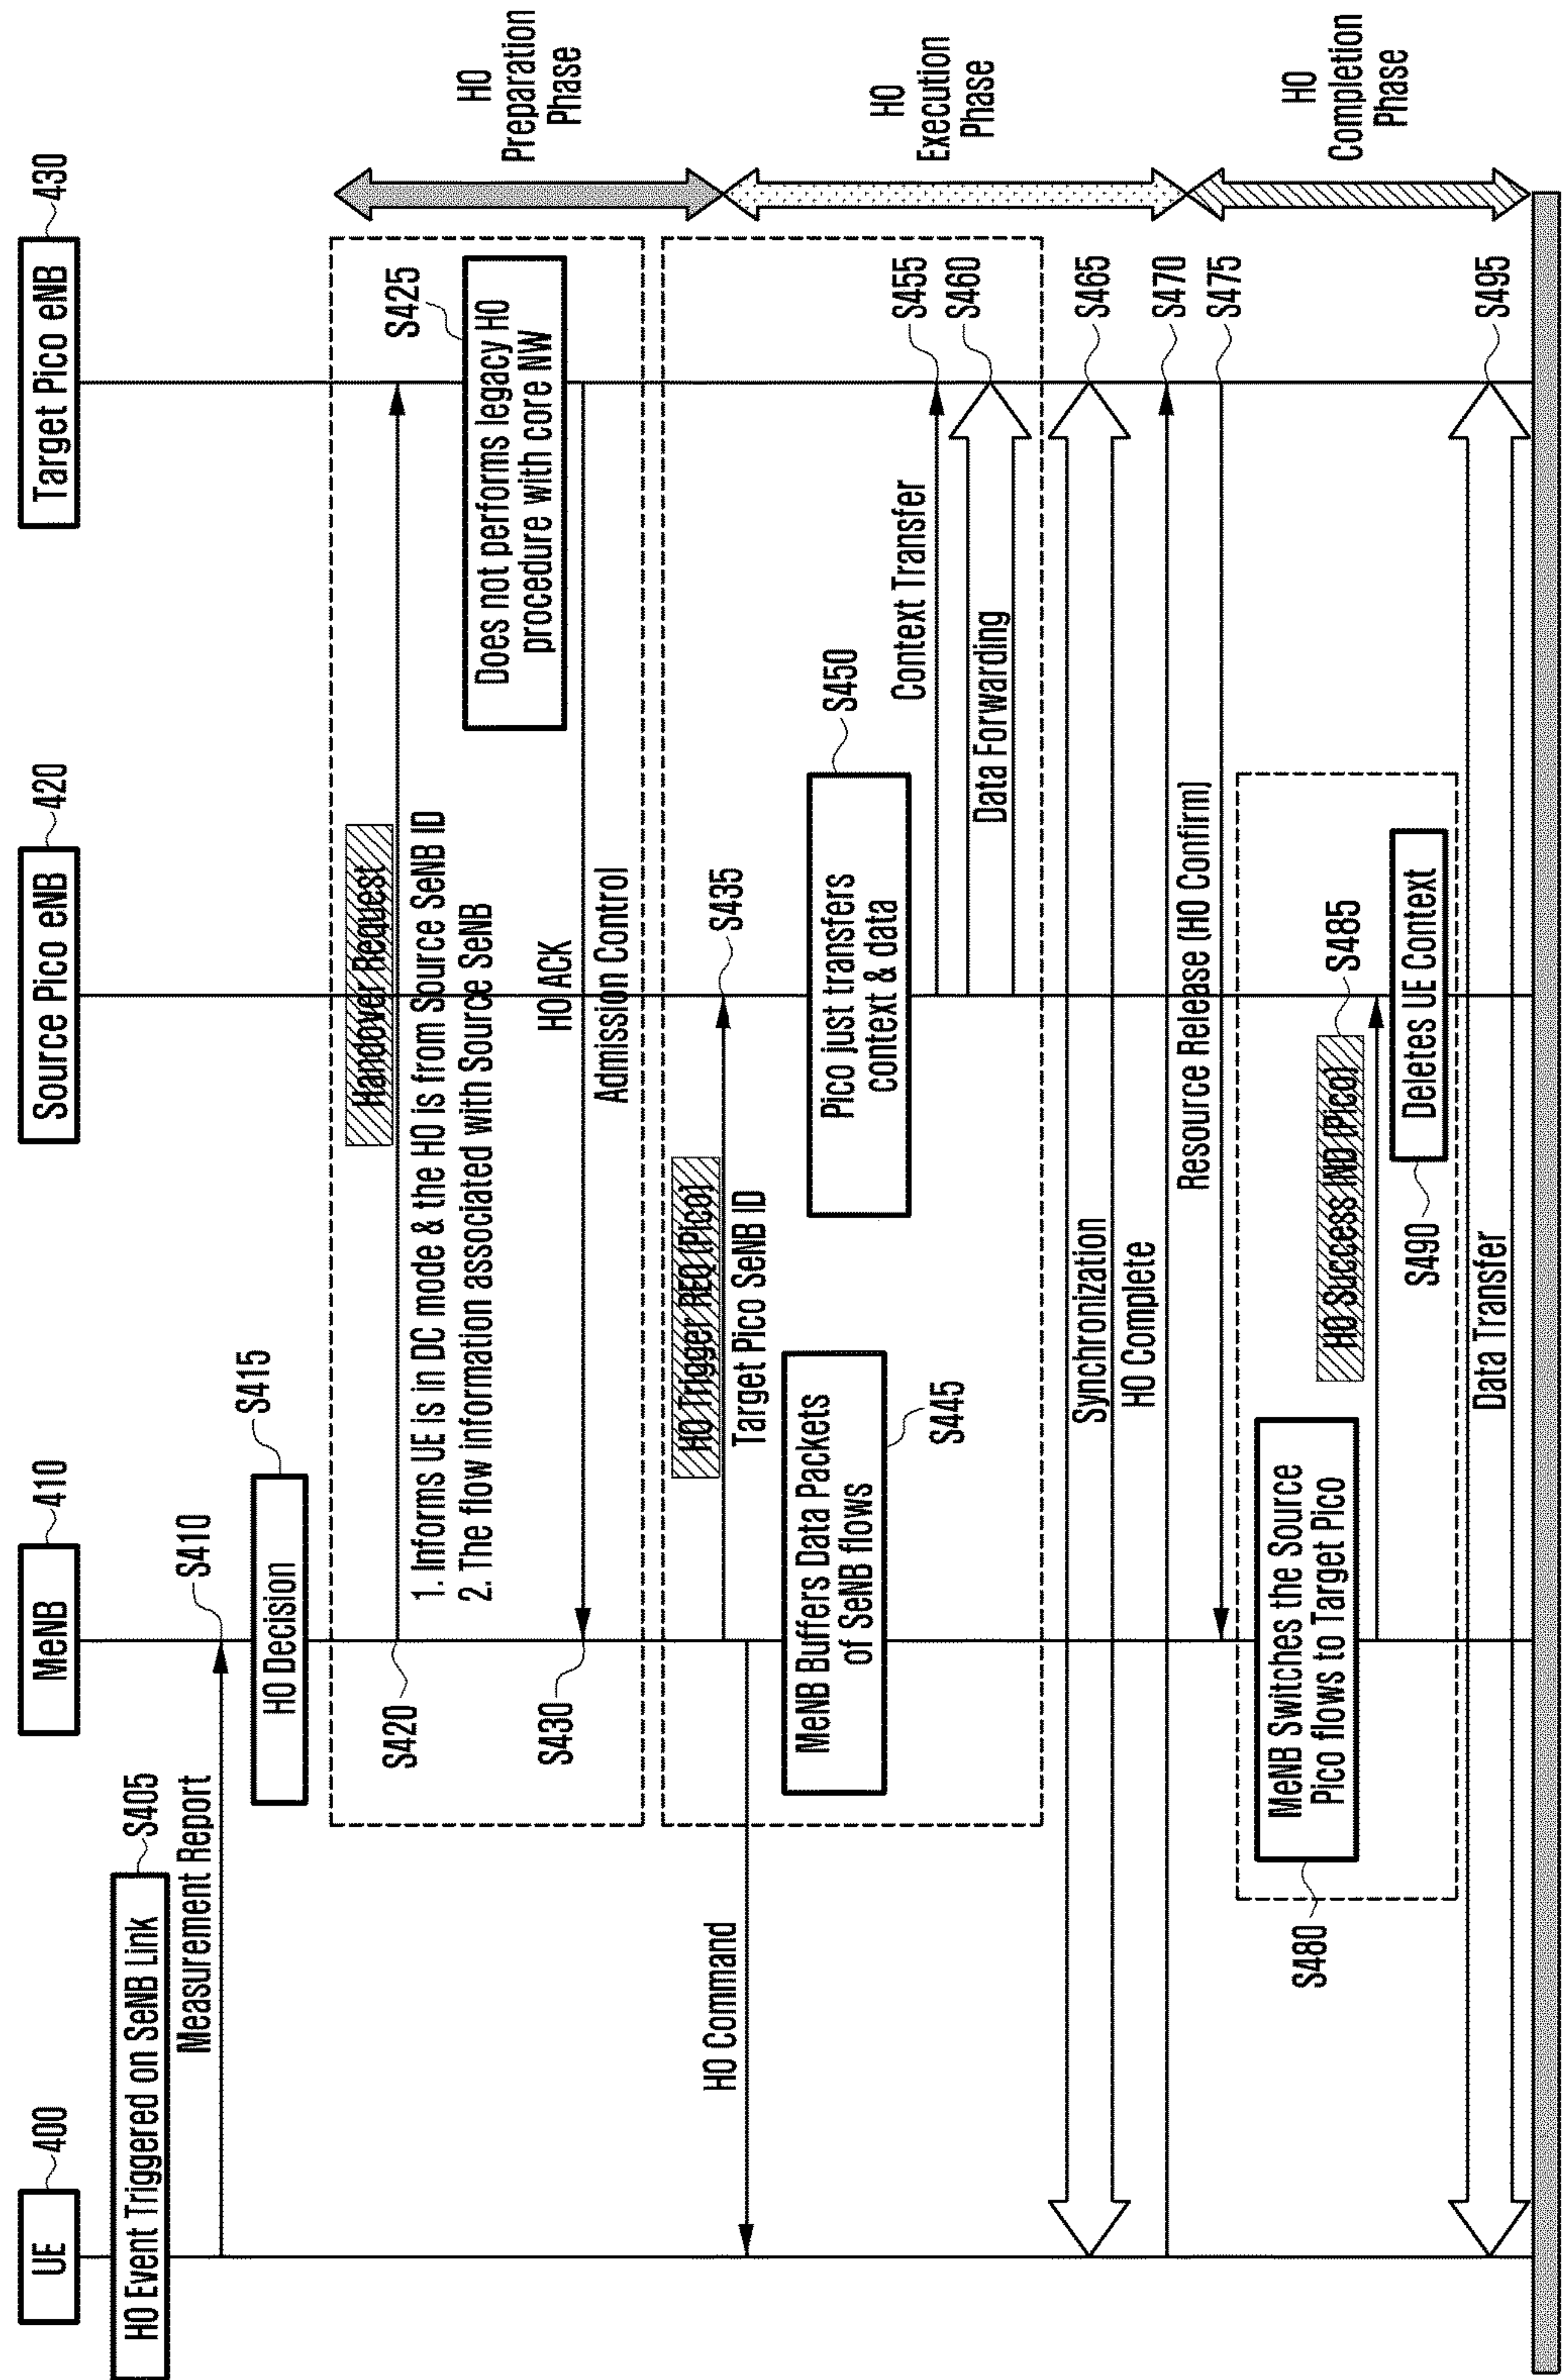 UE
400
MeNB
410
Source Pico eNB
420
Target Pico eNB
430
HO Event Triggered on SeNB Link
S405
Measurement Report
S410
HO Decision
S415
Handover Request
S420
1. Informs UE is in DC mode & the HO is from Source SeNB ID
2. The flow information associated with Source SeNB
S425
Does not performs legacy HO
procedure with core NW
HO ACK
S430
Admission Control
HO
Preparation
Phase
HO Trigger REQ (Pico)
S435
Target Pico SeNB ID
HO Command
MeNB Buffers Data Packets
of SeNB flows
S445
Pico just transfers
context & data
S450
Context Transfer
S455
Data Forwarding
S460
Synchronization
S465
HO Complete
S470
HO
Execution
Phase
Resource Release (HO Confirm)
S475
MeNB Switches the Source
Pico flows to Target Pico
S480
HO Success IND (Pico)
S485
Deletes UE Context
S490
Data Transfer
S495
HO
Completion
Phase